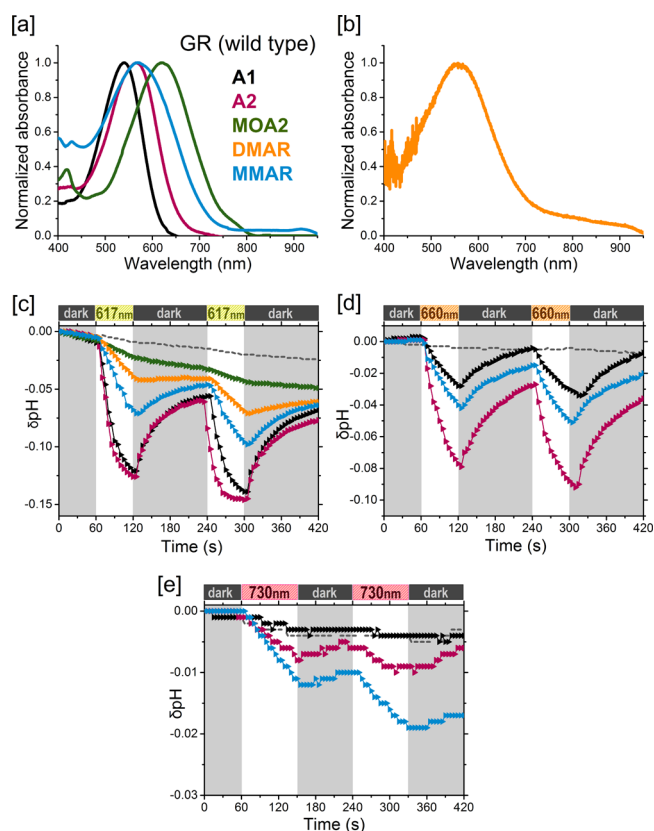 [a]
GR (wild type)
A1
A2
MOA2
DMAR
MMAR
Normalized absorbance
1.0
0.8
0.6
0.4
0.2
0.0
400 500 600 700 800 900
Wavelength (nm)
[b]
Normalized absorbance
1.0
0.8
0.6
0.4
0.2
0.0
400 500 600 700 800 900
Wavelength (nm)
[c]
dark 617nm dark 617nm dark
δpH
0.00
-0.05
-0.10
-0.15
0 60 120 180 240 300 360 420
Time (s)
[d]
dark 660nm dark 660nm dark
δpH
0.00
-0.02
-0.04
-0.06
-0.08
-0.10
0 60 120 180 240 300 360 420
Time (s)
[e]
dark 730nm dark 730nm dark
δpH
0.00
-0.01
-0.02
-0.03
0 60 120 180 240 300 360 420
Time (s)